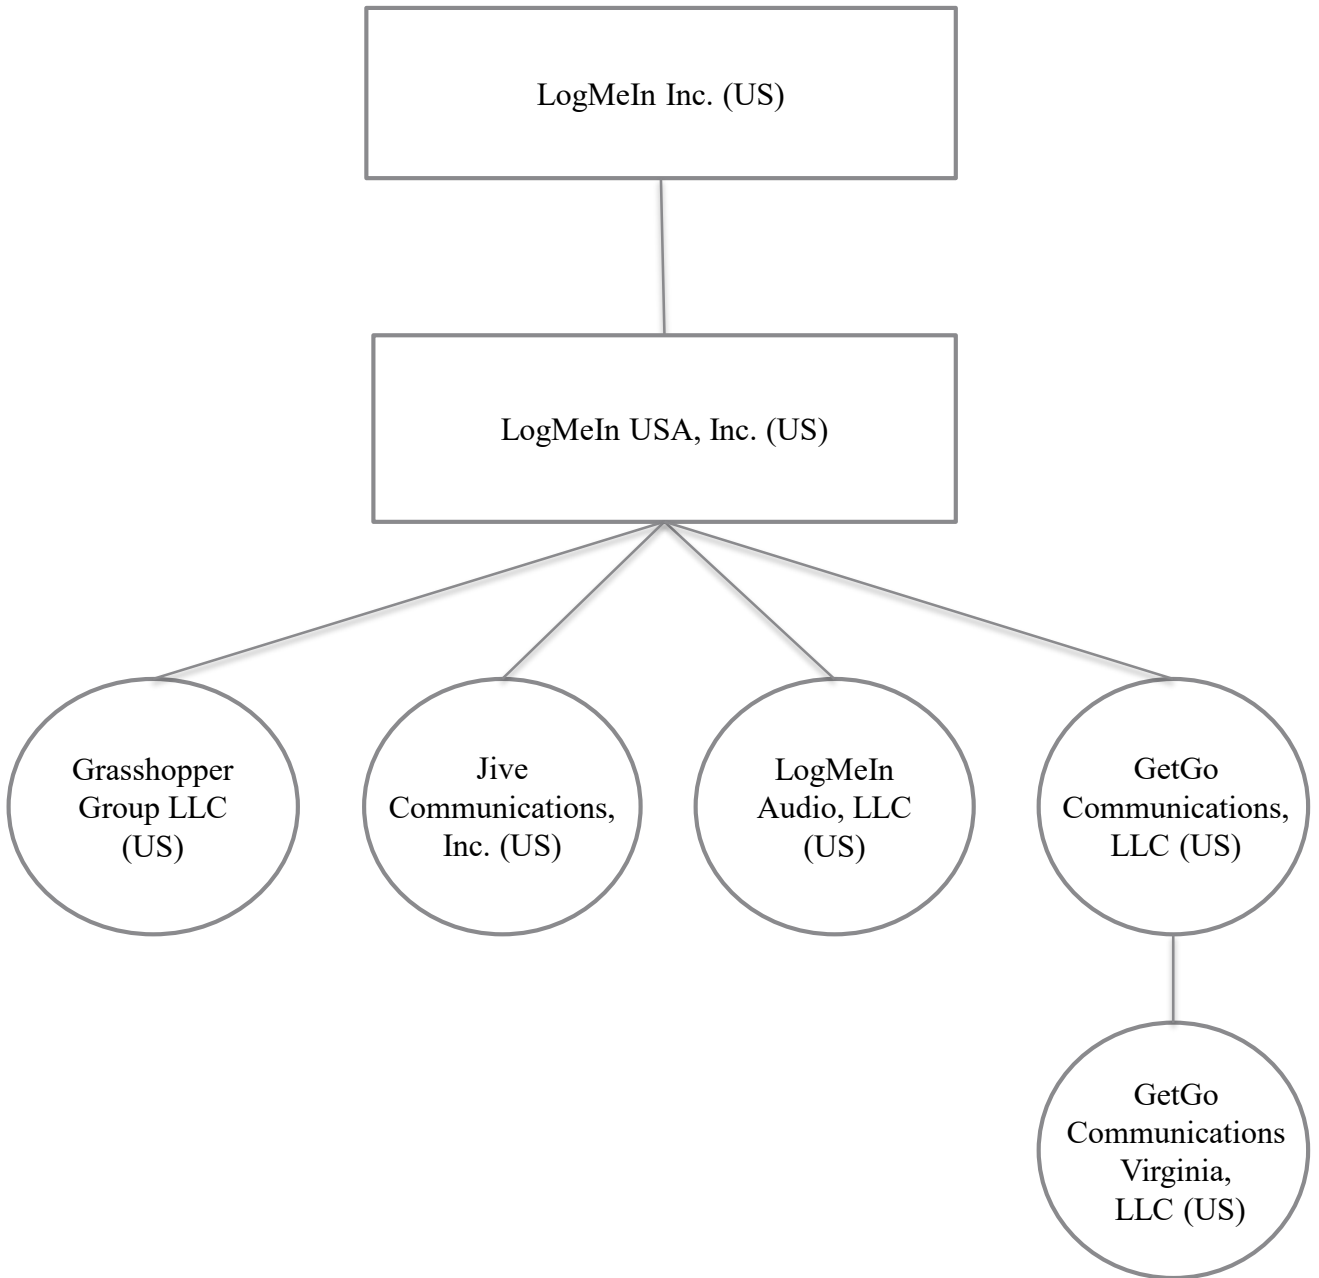 LogMeIn Inc. (US)
LogMeIn USA, Inc. (US)
Grasshopper
Group LLC
(US)
Jive
Communications,
Inc. (US)
LogMeIn
Audio, LLC
(US)
GetGo
Communications,
LLC (US)
GetGo
Communications
Virginia,
LLC (US)